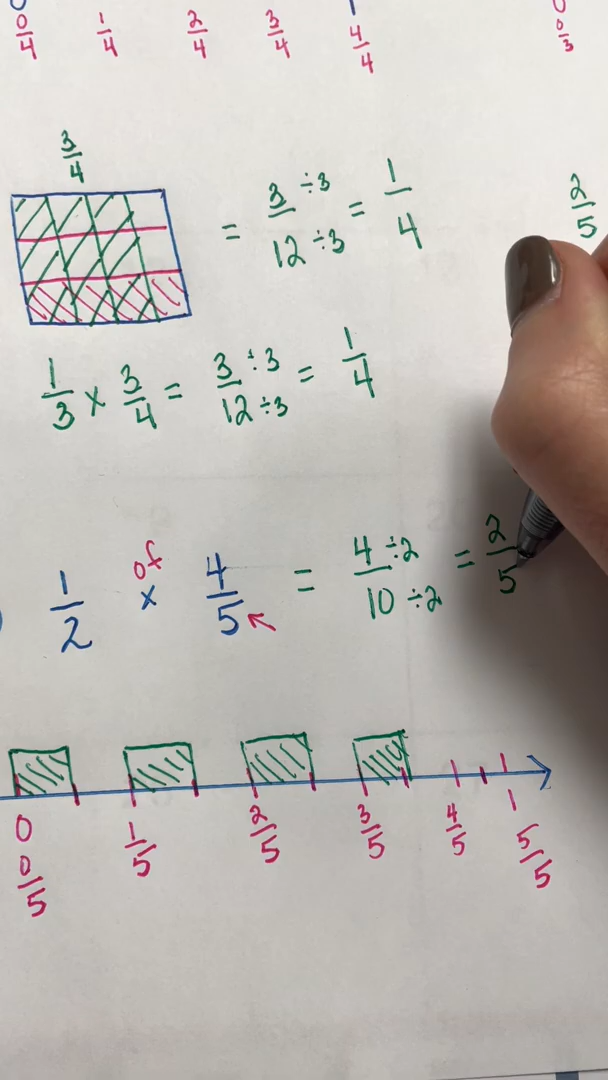 0/4 1/4 2/4 3/4 4/4 0/3
3/4
= 3/12 ÷3/÷3 = 1/4
2/5
1/3 × 3/4 = 3/12 ÷3/÷3 = 1/4
of
1/2 × 4/5 = 4/10 ÷2/÷2 = 2/5
0 1
0/5 1/5 2/5 3/5 4/5 5/5